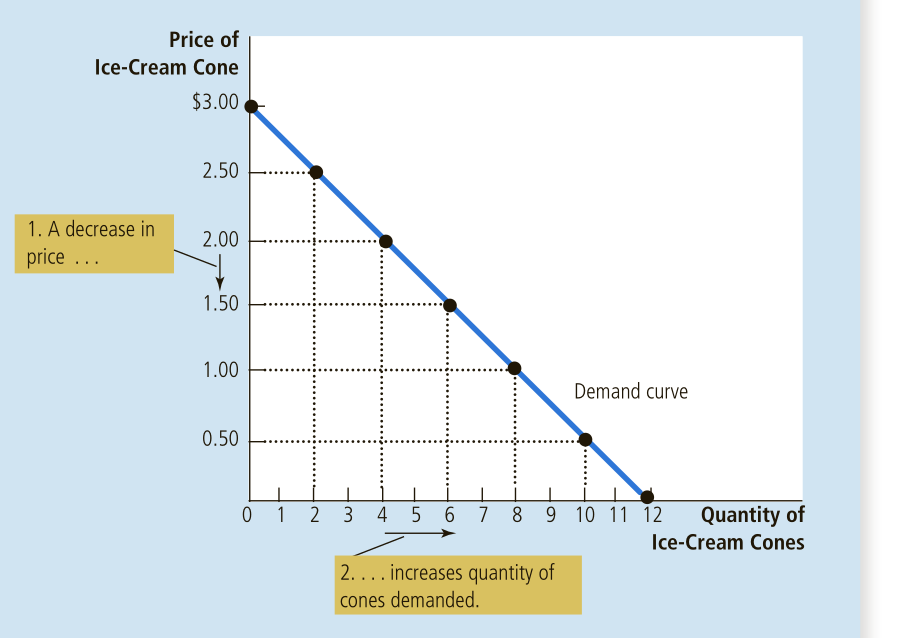 Price of
Ice-Cream Cone
$3.00
2.50
2.00
1.50
1.00
0.50
1. A decrease in
price . . .
Demand curve
0 1 2 3 4 5 6 7 8 9 10 11 12
Quantity of
Ice-Cream Cones
2. . . . increases quantity of
cones demanded.